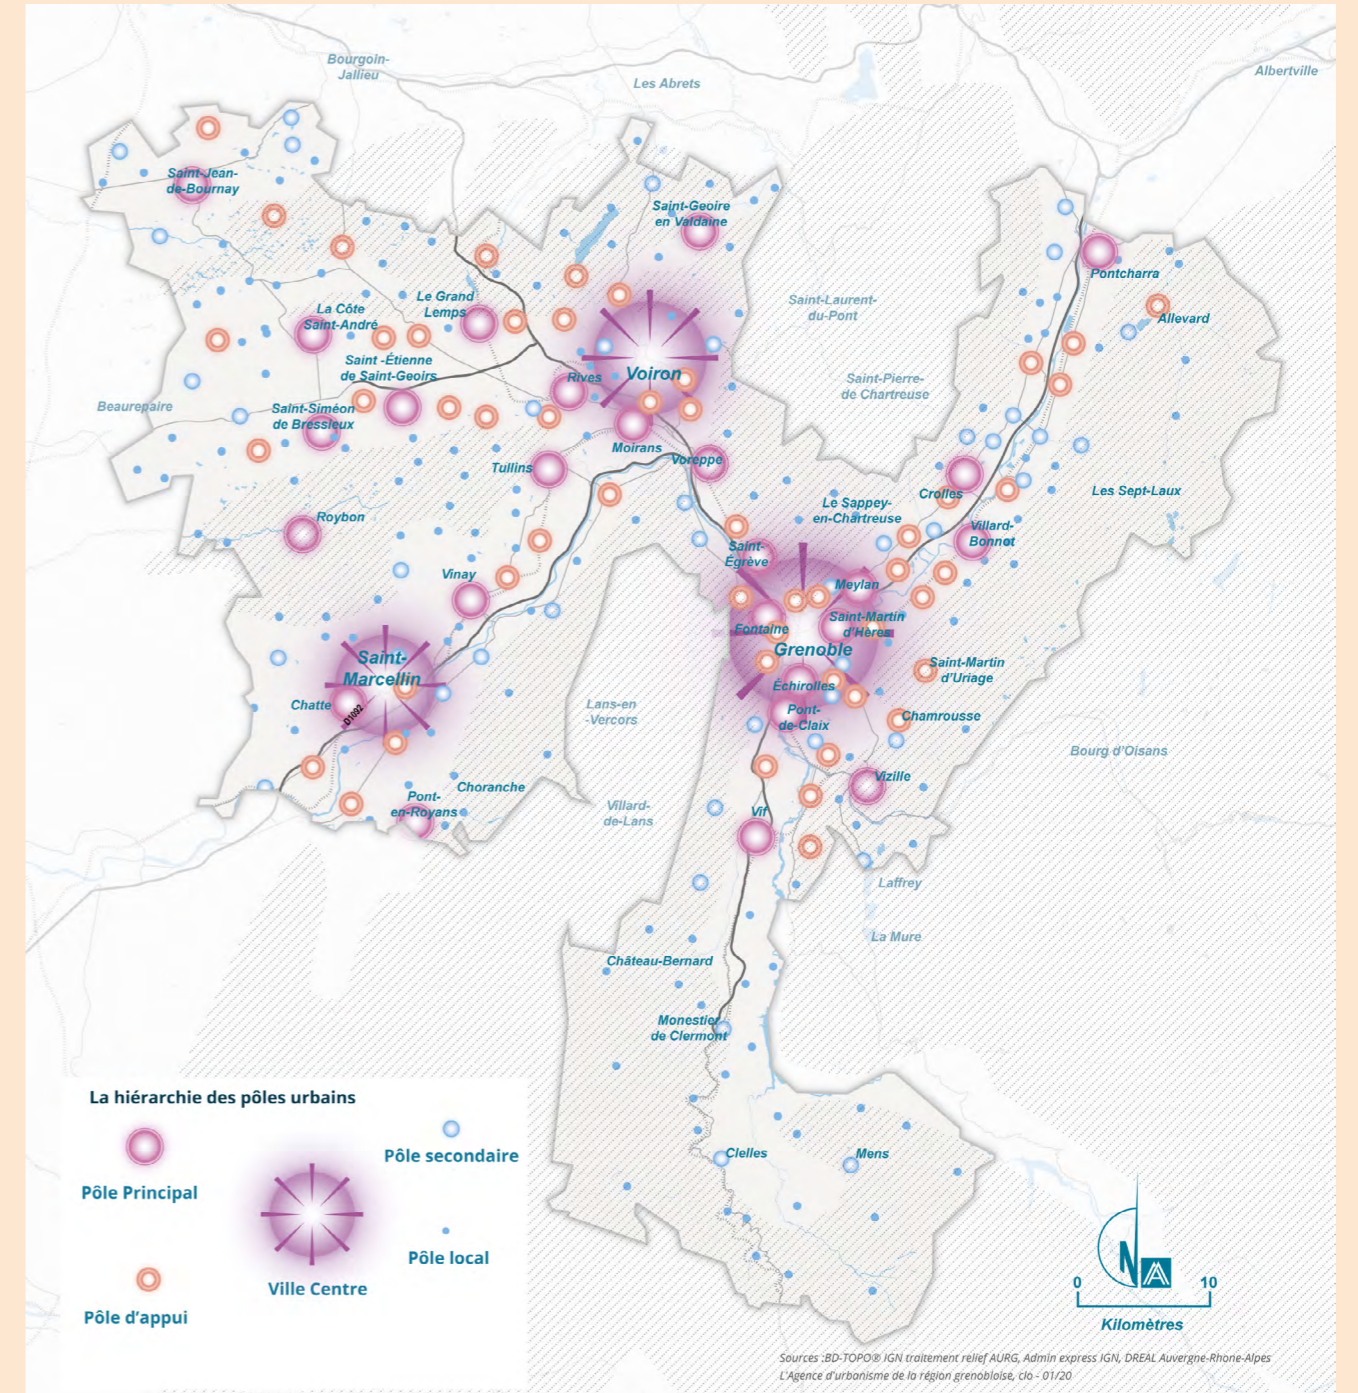 Bourgoin-
Jallieu
Les Abrets
Albertville
Saint-Jean-
de-Bournay
Saint-Geoire
en Valdaine
Pontcharra
Allevard
Saint-Laurent-
du-Pont
La Côte
Saint-André
Le Grand
Lemps
Saint -Étienne
de Saint-Geoirs
Rives
Voiron
Saint-Pierre-
de Chartreuse
Beaurepaire
Saint-Siméon
de Bressieux
Moirans
Voreppe
Tullins
Crolles
Les Sept-Laux
Le Sappey-
en-Chartreuse
Roybon
Villard-
Bonnot
Saint-
Égrève
Vinay
Meylan
Fontaine
Saint-Martin
d'Hères
Grenoble
Saint-
Marcellin
Saint-Martin
d'Uriage
Échirolles
Chatte
D1092
Lans-en
-Vercors
Pont-
de-Claix
Chamrousse
Bourg d'Oisans
Vizille
Choranche
Pont-
en-Royans
Villard-
de-Lans
Vif
Laffrey
La Mure
Château-Bernard
Monestier
de Clermont
Clelles
Mens
La hiérarchie des pôles urbains
Pôle Principal
Pôle secondaire
Pôle local
Ville Centre
Pôle d'appui
N
0 10
Kilomètres
Sources :BD-TOPO® IGN traitement relief AURG, Admin express IGN, DREAL Auvergne-Rhone-Alpes
L'Agence d'urbanisme de la région grenobloise, clo - 01/20